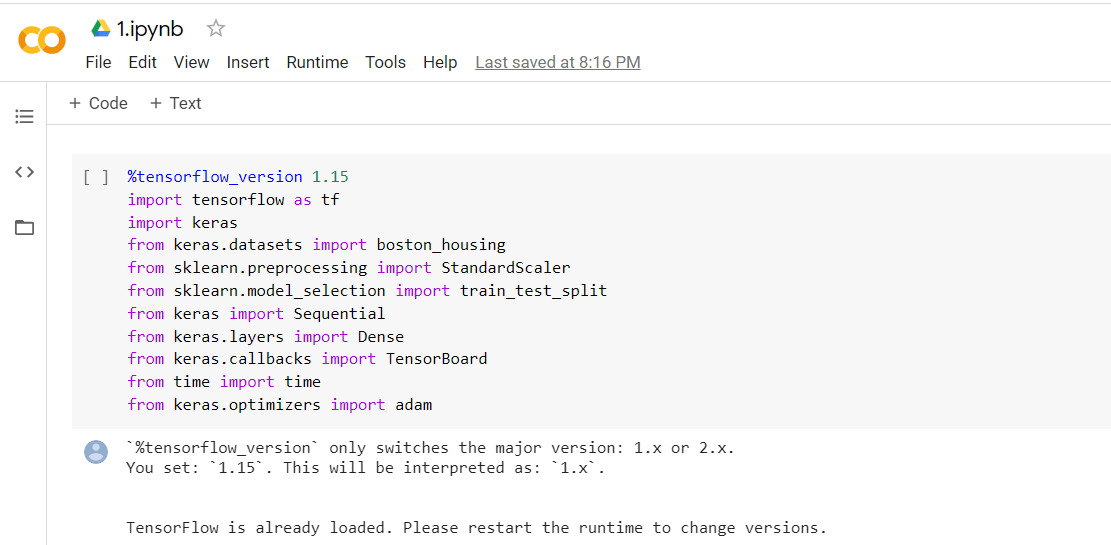 1.ipynb
File Edit View Insert Runtime Tools Help Last saved at 8:16 PM
+ Code + Text
[ ] %tensorflow_version 1.15
import tensorflow as tf
import keras
from keras.datasets import boston_housing
from sklearn.preprocessing import StandardScaler
from sklearn.model_selection import train_test_split
from keras import Sequential
from keras.layers import Dense
from keras.callbacks import TensorBoard
from time import time
from keras.optimizers import adam
`%tensorflow_version` only switches the major version: 1.x or 2.x.
You set: `1.15`. This will be interpreted as: `1.x`.
TensorFlow is already loaded. Please restart the runtime to change versions.